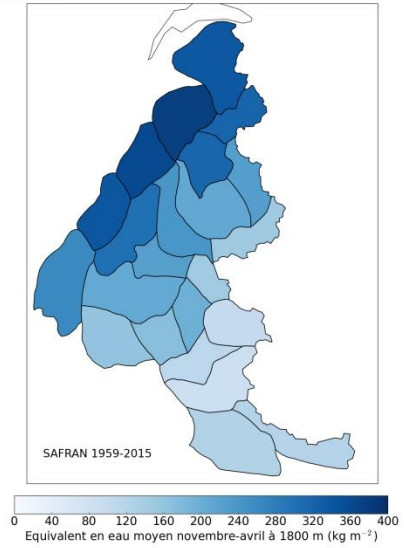 SAFRAN 1959-2015
0 40 80 120 160 200 240 280 320 360 400
Equivalent en eau moyen novembre-avril à 1800 m (kg m⁻²)